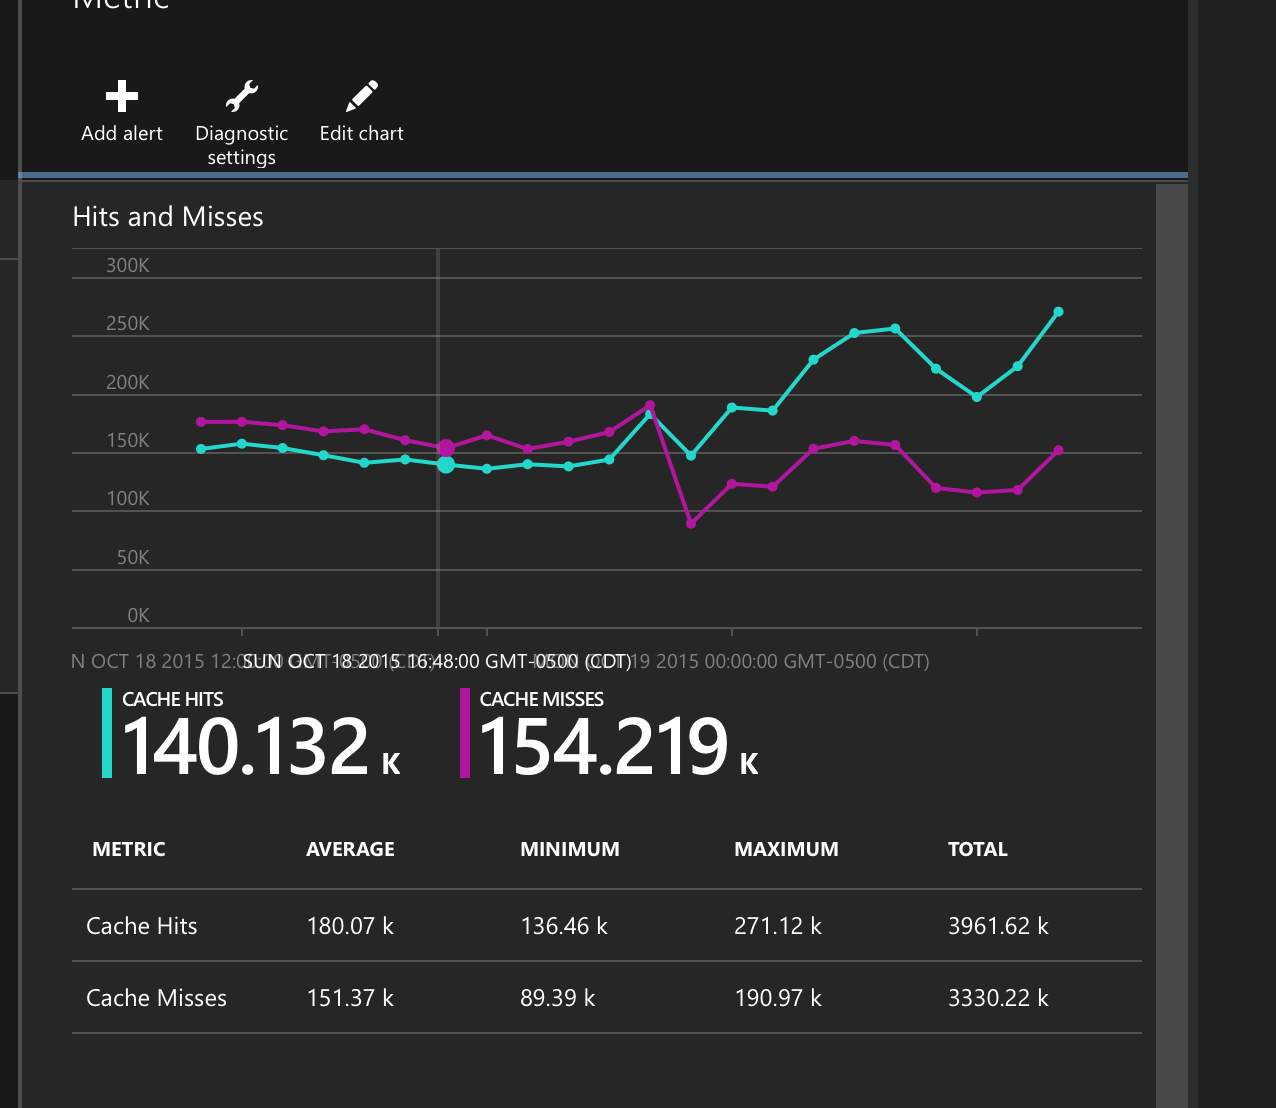 Metric
Add alert
Diagnostic settings
Edit chart
Hits and Misses
300K
250K
200K
150K
100K
50K
0K
N OCT 18 2015 12:
SUN OCT 18 2015 16:48:00 GMT-0500 (CDT)
19 2015 00:00:00 GMT-0500 (CDT)
CACHE HITS
140.132 K
CACHE MISSES
154.219 K
METRIC AVERAGE MINIMUM MAXIMUM TOTAL
Cache Hits 180.07 k 136.46 k 271.12 k 3961.62 k
Cache Misses 151.37 k 89.39 k 190.97 k 3330.22 k